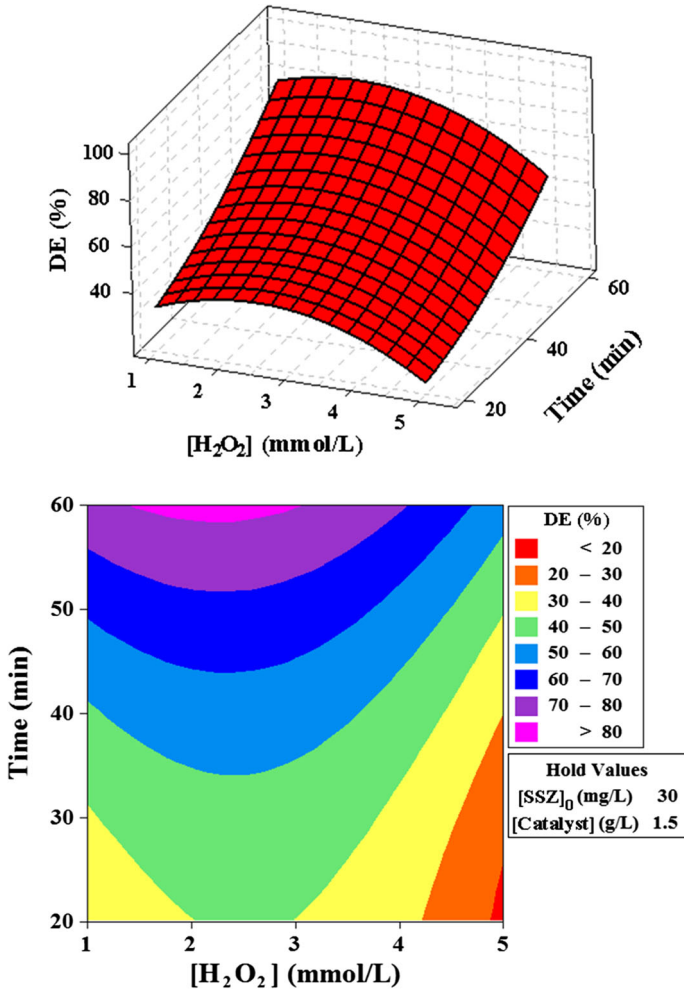 100
80
60
40
DE (%)
1
2
3
4
5
[H₂O₂] (mmol/L)
20
40
60
Time (min)
60
50
40
30
20
Time (min)
1
2
3
4
5
[H₂O₂] (mmol/L)
DE (%)
< 20
20 – 30
30 – 40
40 – 50
50 – 60
60 – 70
70 – 80
> 80
Hold Values
[SSZ]₀ (mg/L) 30
[Catalyst] (g/L) 1.5